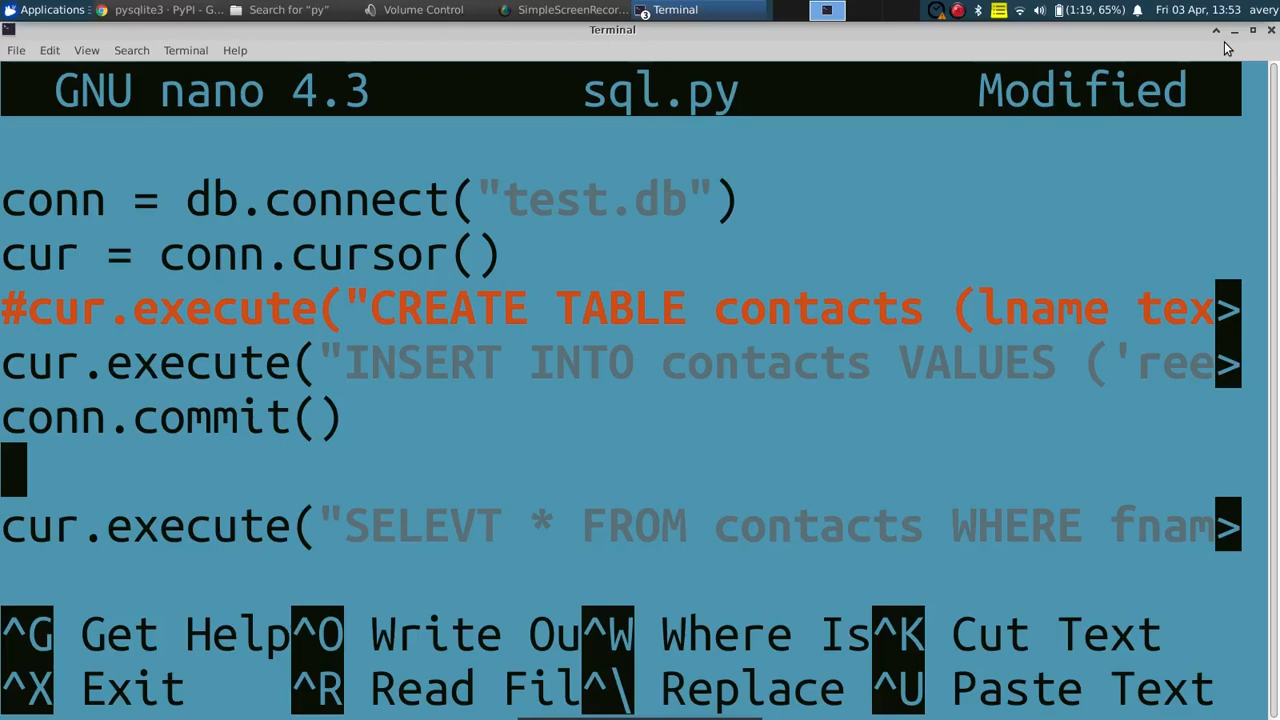 Applications
pysqlite3 · PyPI - G...
Search for “py”
Volume Control
SimpleScreenRecor...
3
Terminal
(1:19, 65%)
Fri 03 Apr, 13:53
avery
Terminal
File Edit View Search Terminal Help
GNU nano 4.3 sql.py Modified
conn = db.connect("test.db")
cur = conn.cursor()
#cur.execute("CREATE TABLE contacts (lname tex>
cur.execute("INSERT INTO contacts VALUES ('ree>
conn.commit()
cur.execute("SELEVT * FROM contacts WHERE fnam>
^G Get Help ^O Write Ou ^W Where Is ^K Cut Text
^X Exit ^R Read Fil ^\ Replace ^U Paste Text